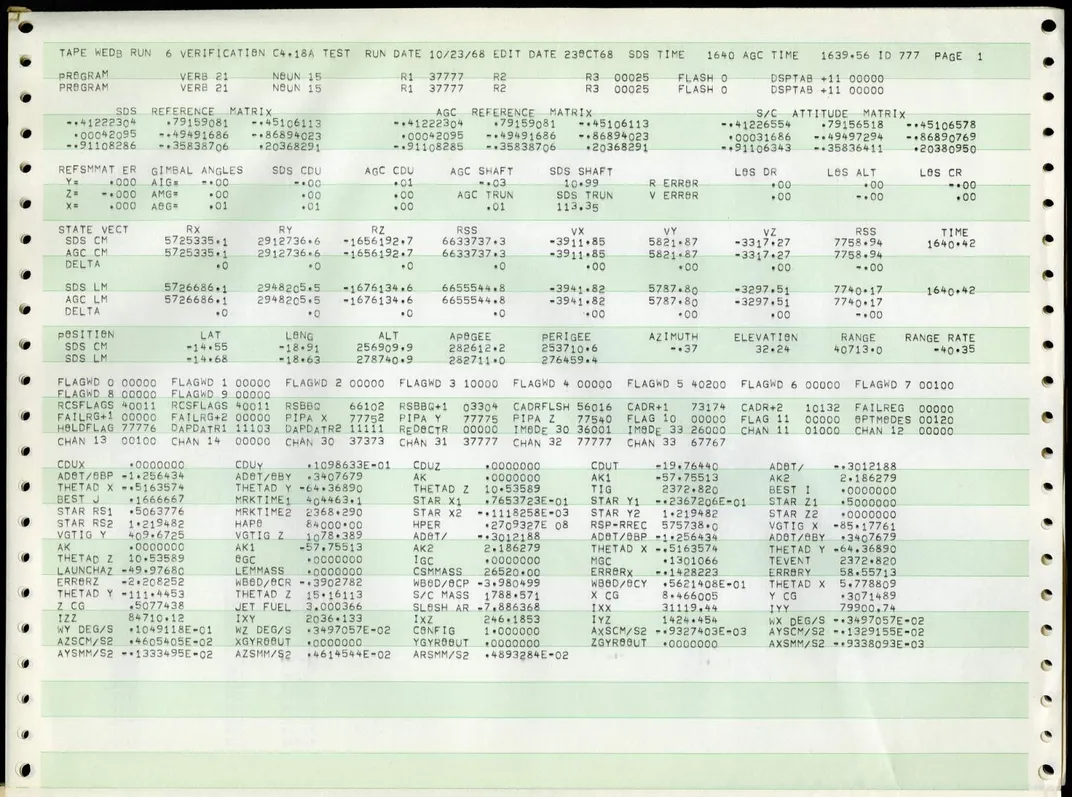 TAPE WEDB RUN 6 VERIFICATIØN C4.18A TEST RUN DATE 10/23/68 EDIT DATE 23ØCT68 SDS TIME 1640 AGC TIME 1639.56 ID 777 PAGE 1
PRØGRAM VERB 21 NØUN 15 R1 37777 R2 R3 00025 FLASH 0 DSPTAB +11 00000
PRØGRAM VERB 21 NØUN 15 R1 37777 R2 R3 00025 FLASH 0 DSPTAB +11 00000
SDS REFERENCE MATRIX AGC REFERENCE MATRIX S/C ATTITUDE MATRIX
-.41222304 .79159081 -.45106113 -.41222304 .79159081 -.45106113 -.41226554 .79156518 -.45106578
.00042095 -.49491686 -.86894023 .00042095 -.49491686 -.86894023 .00031686 -.49497294 -.86890769
-.91108286 -.35838706 .20368291 -.91108285 -.35838706 .20368291 -.91106343 -.35836411 .20380950
REFSMMAT ER GIMBAL ANGLES SDS CDU AGC CDU AGC SHAFT SDS SHAFT LØS DR LØS ALT LØS CR
Y= .000 AIG= -.00 -.00 .01 -.03 10.99 R ERRØR .00 .00 -.00
Z= -.000 AMG= .00 .00 .00 AGC TRUN SDS TRUN V ERRØR .00 -.00 .00
X= .000 AØG= .01 .01 .00 .01 113.35
STATE VECT RX RY RZ RSS VX VY VZ RSS TIME
SDS CM 5725335.1 2912736.6 -1656192.7 6633737.3 -3911.85 5821.87 -3317.27 7758.94 1640.42
AGC CM 5725335.1 2912736.6 -1656192.7 6633737.3 -3911.85 5821.87 -3317.27 7758.94
DELTA .0 .0 .0 .0 .00 .00 .00 -.00
SDS LM 5726686.1 2948205.5 -1676134.6 6655544.8 -3941.82 5787.80 -3297.51 7740.17 1640.42
AGC LM 5726686.1 2948205.5 -1676134.6 6655544.8 -3941.82 5787.80 -3297.51 7740.17
DELTA .0 .0 .0 .0 .00 .00 .00 .00
PØSITIØN LAT LØNG ALT APØGEE PERIGEE AZIMUTH ELEVATIØN RANGE RANGE RATE
SDS CM -14.55 -18.91 256909.9 282612.2 253710.6 -.37 32.24 40713.0 -40.35
SDS LM -14.68 -18.63 278740.9 282711.0 276459.4
FLAGWD 0 00000 FLAGWD 1 00000 FLAGWD 2 00000 FLAGWD 3 10000 FLAGWD 4 00000 FLAGWD 5 40200 FLAGWD 6 00000 FLAGWD 7 00100
FLAGWD 8 00000 FLAGWD 9 00000
RCSFLAGS 40011 RCSFLAGS 40011 RSBBQ 66102 RSBBQ+1 03304 CADRFLSH 56016 CADR+1 73174 CADR+2 10132 FAILREG 00000
FAILRG+1 00000 FAILRG+2 00000 PIPA X 77752 PIPA Y 77775 PIPA Z 77540 FLAG 10 00000 FLAG 11 00000 ØPTMØDES 00120
HØLDFLAG 77776 DAPDATR1 11103 DAPDATR2 11111 REDØCTR 00000 IMØDE 30 36001 IMØDE 33 26000 CHAN 11 01000 CHAN 12 00000
CHAN 13 00100 CHAN 14 00000 CHAN 30 37373 CHAN 31 37777 CHAN 32 77777 CHAN 33 67767
CDUX .0000000 CDUY .1098633E-01 CDUZ .0000000 CDUT -19.76440 ADØT/ -.3012188
ADØT/ØBP -1.256434 ADØT/ØBY .3407679 AK .0000000 AK1 -57.75513 AK2 2.186279
THETAD X -.5163574 THETAD Y -64.36890 THETAD Z 10.53589 TIG 2372.820 BEST I .0000000
BEST J .1666667 MRKTIME1 404463.1 STAR X1 .7653723E-01 STAR Y1 -.2367206E-01 STAR Z1 .5000000
STAR RS1 .5063776 MRKTIME2 2368.290 STAR X2 -.1118258E-03 STAR Y2 1.219482 STAR Z2 .0000000
STAR RS2 1.219482 HAPØ 84000.00 HPER .2709327E 08 RSP-RREC 575738.0 VGTIG X -85.17761
VGTIG Y 409.6725 VGTIG Z 1078.389 ADØT/ -.3012188 ADØT/ØBP -1.256434 ADØT/ØBY .3407679
AK .0000000 AK1 -57.75513 AK2 2.186279 THETAD X -.5163574 THETAD Y -64.36890
THETAD Z 10.53589 ØGC .0000000 IGC .0000000 MGC .1301066 TEVENT 2372.820
LAUNCHAZ -49.97680 LEMMASS .0000000 CSMMASS 26520.00 ERRØRX -.1428223 ERRØRY 58.55713
ERRØRZ -2.208252 WBØD/ØCR -.3902782 WBØD/ØCP -3.980499 WBØD/ØCY .5621408E-01 THETAD X 5.778809
THETAD Y -111.4453 THETAD Z 15.16113 S/C MASS 1788.571 X CG 8.466005 Y CG .3071489
Z CG .5077438 JET FUEL 3.000366 SLØSH AR -7.886368 IXX 31119.44 IYY 79900.74
IZZ 84710.12 IXY 2036.133 IXZ 246.1853 IYZ 1424.454 WX DEG/S -.3497057E-02
WY DEG/S .1049118E-01 WZ DEG/S .3497057E-02 CØNFIG 1.000000 AXSCM/S2 -.9327403E-03 AYSCM/S2 -.1329155E-02
AZSCM/S2 .4605405E-02 XGYRØØUT .0000000 YGYRØØUT .0000000 ZGYRØØUT .0000000 AXSMM/S2 -.9338093E-03
AYSMM/S2 -.1333495E-02 AZSMM/S2 .4614544E-02 ARSMM/S2 .4893284E-02